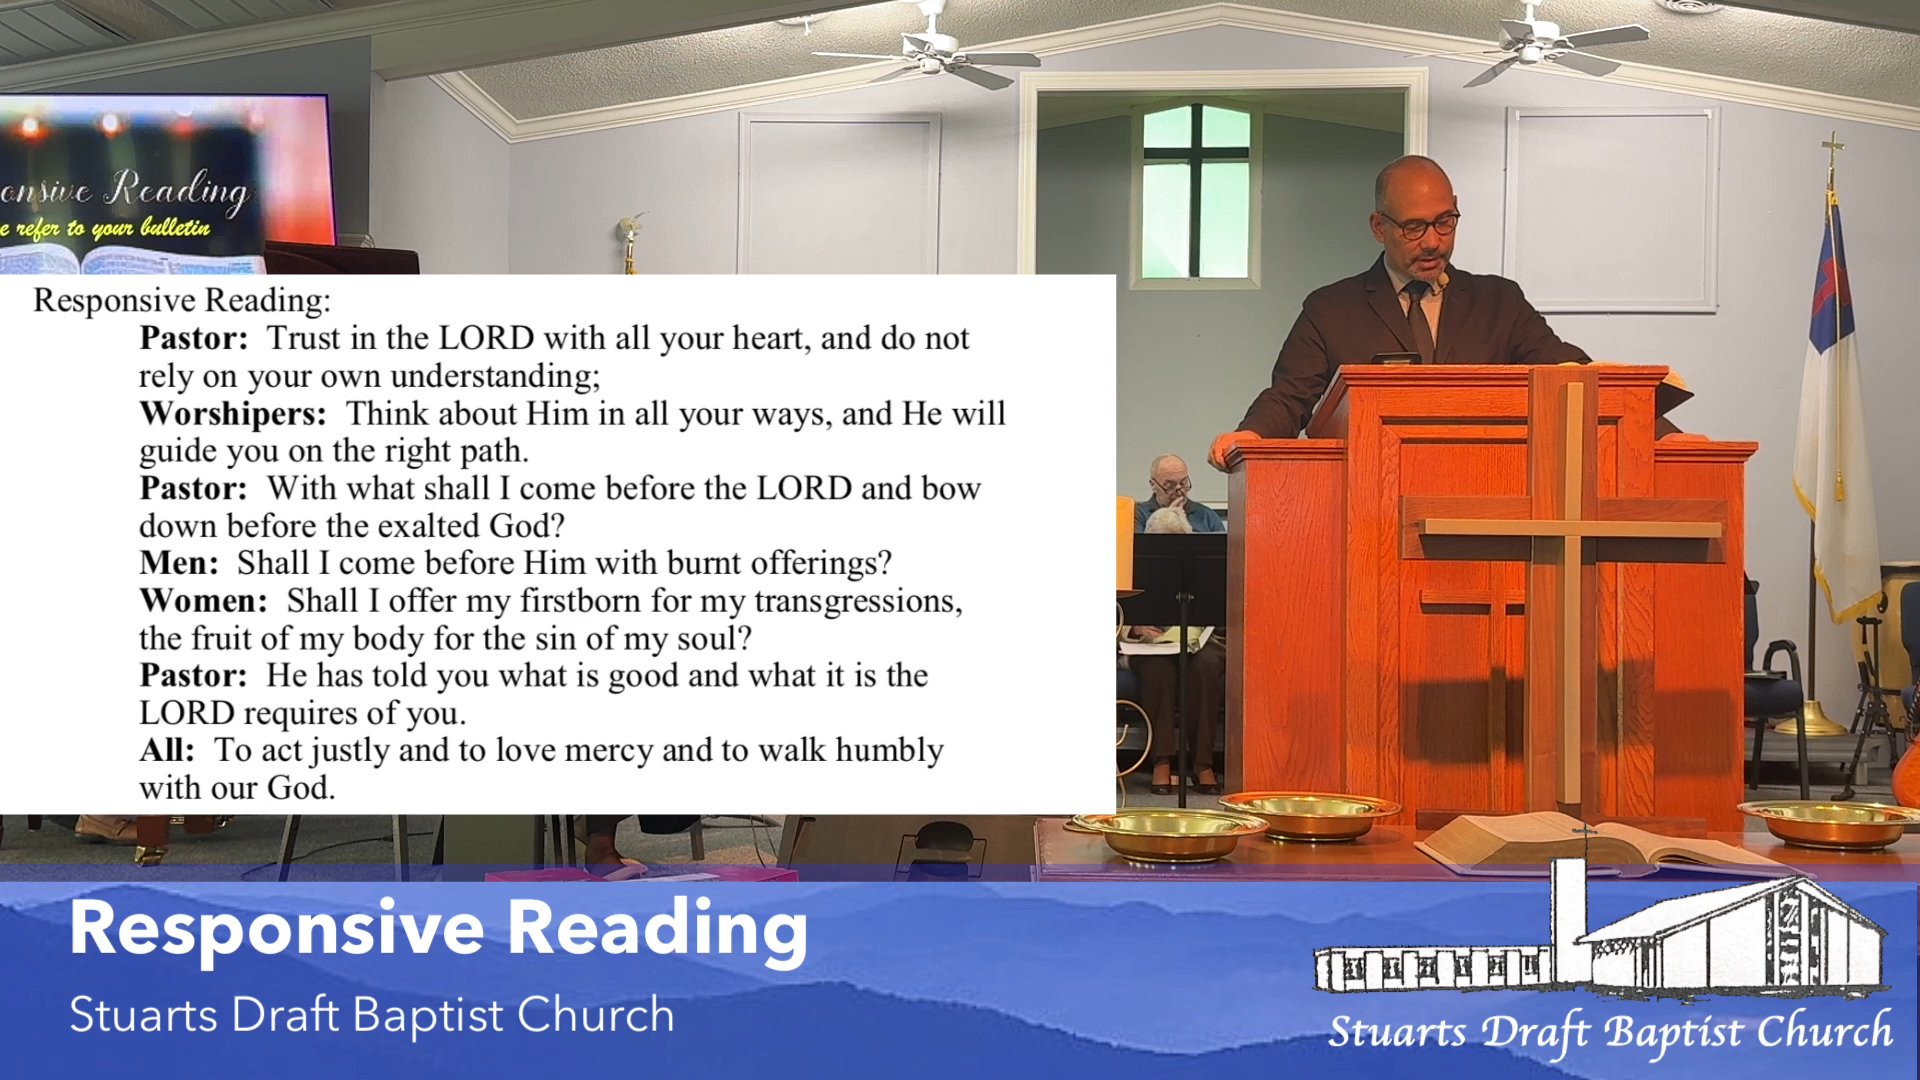 Reading
refer to your bulletin
Responsive Reading:
Pastor: Trust in the LORD with all your heart, and do not
rely on your own understanding;
Worshipers: Think about Him in all your ways, and He will
guide you on the right path.
Pastor: With what shall I come before the LORD and bow
down before the exalted God?
Men: Shall I come before Him with burnt offerings?
Women: Shall I offer my firstborn for my transgressions,
the fruit of my body for the sin of my soul?
Pastor: He has told you what is good and what it is the
LORD requires of you.
All: To act justly and to love mercy and to walk humbly
with our God.
Responsive Reading
Stuarts Draft Baptist Church
Stuarts Draft Baptist Church